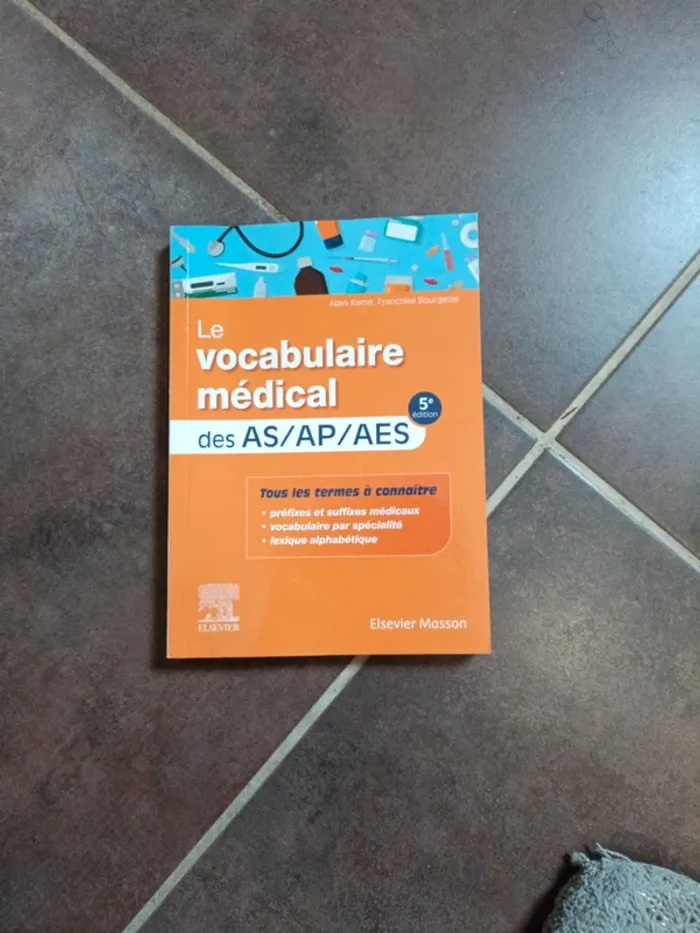 Alain Ramé, Françoise Bourgeois
Le
vocabulaire
médical
5e
édition
des AS/AP/AES
Tous les termes à connaître
• préfixes et suffixes médicaux
• vocabulaire par spécialité
• lexique alphabétique
ELSEVIER
Elsevier Masson